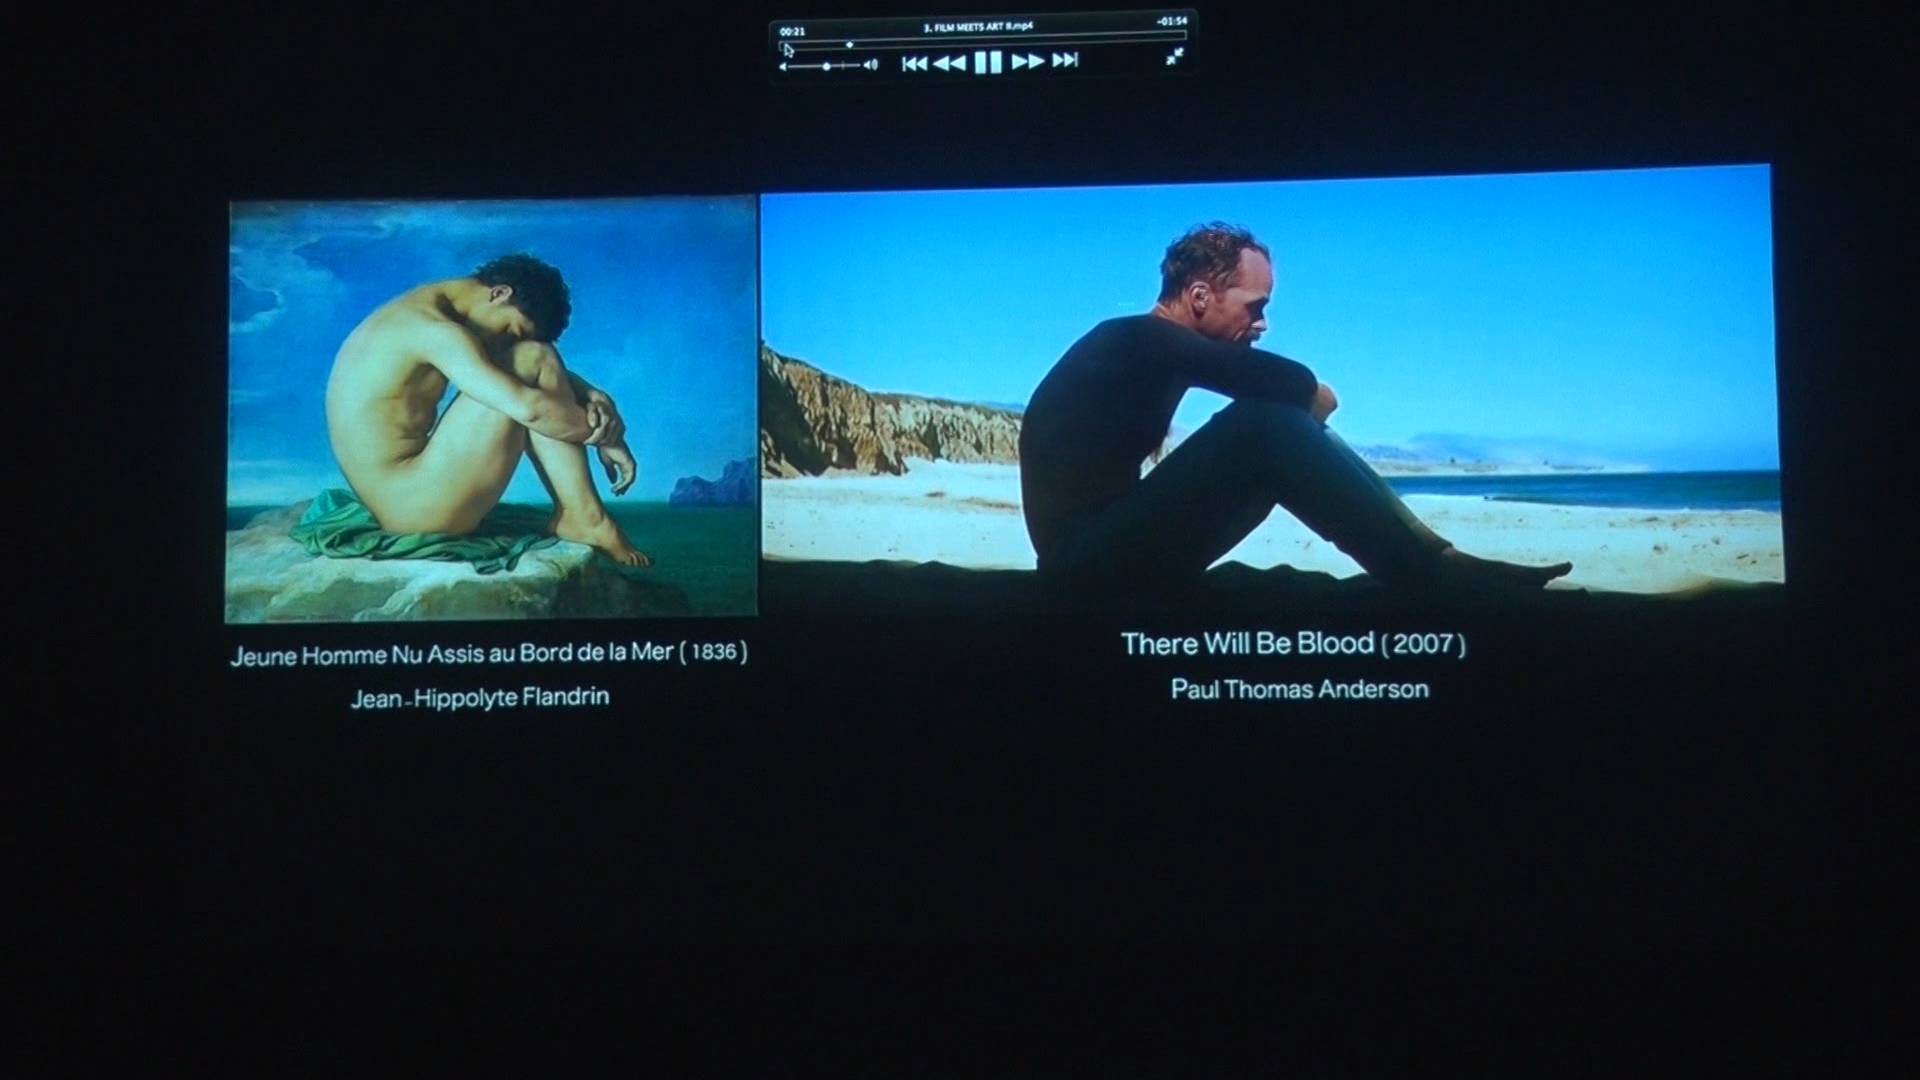 00:21
3. FILM MEETS ART II.mp4
-01:54
Jeune Homme Nu Assis au Bord de la Mer (1836)
Jean-Hippolyte Flandrin
There Will Be Blood (2007)
Paul Thomas Anderson